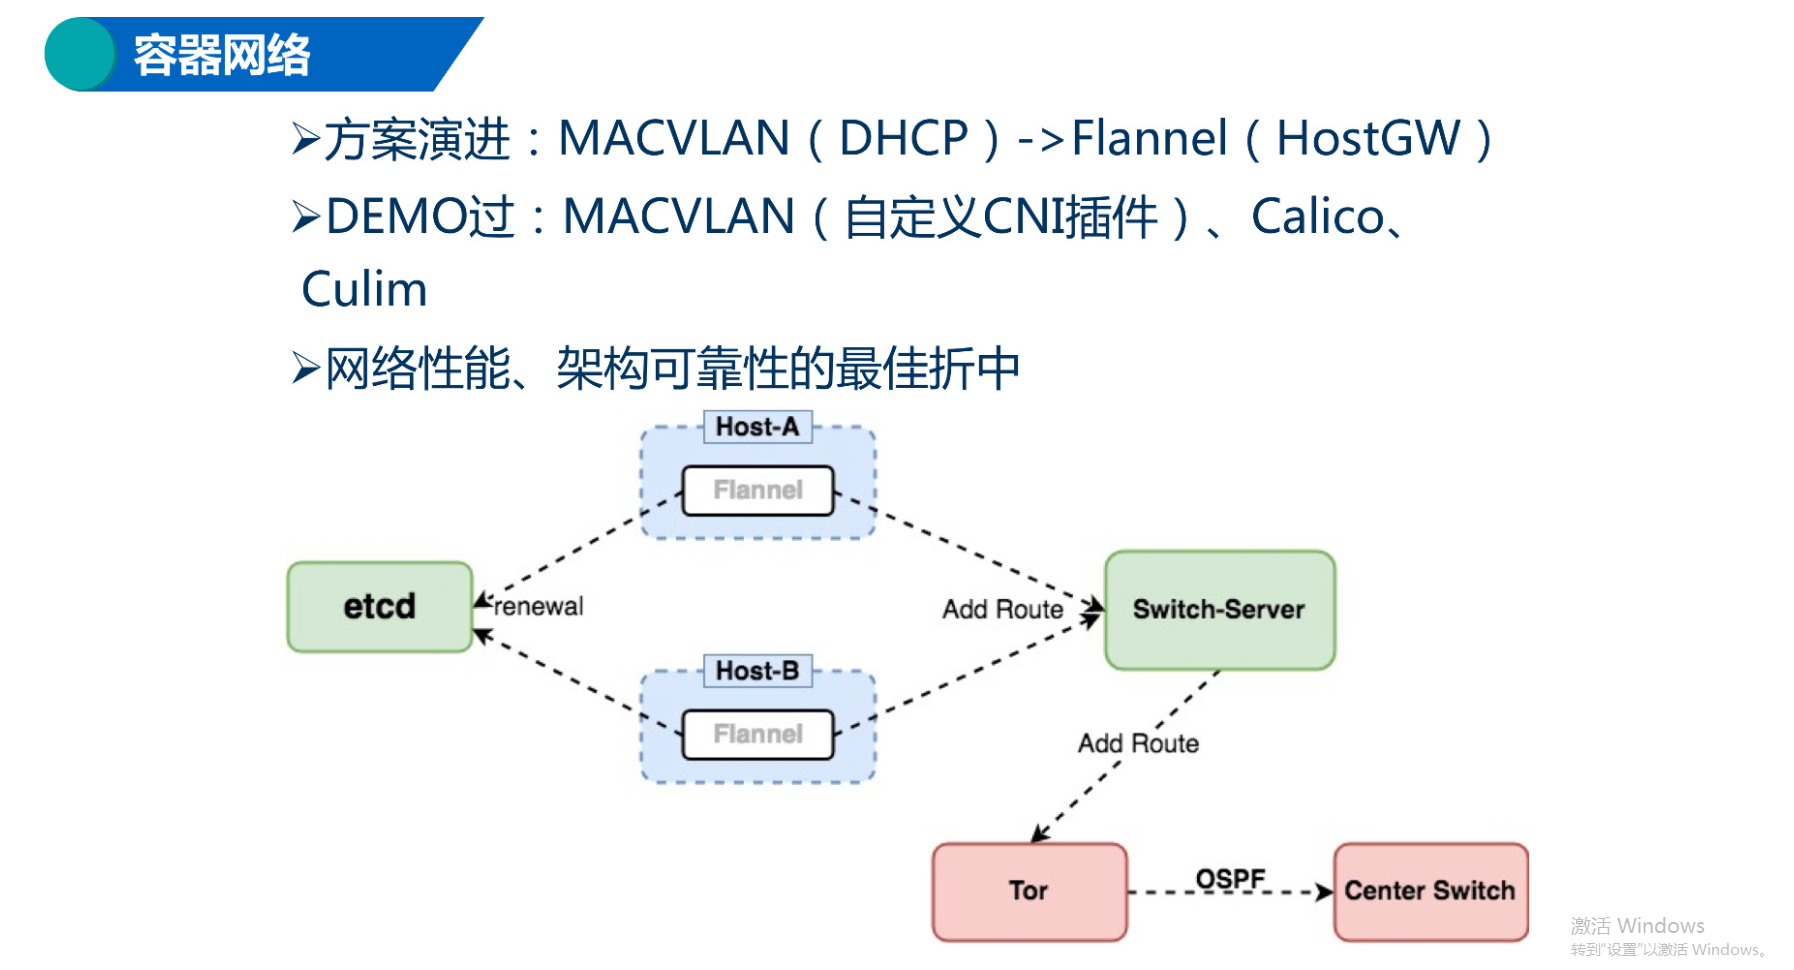 容器网络
➢方案演进：MACVLAN（DHCP）->Flannel（HostGW）
➢DEMO过：MACVLAN（自定义CNI插件）、Calico、
Culim
➢网络性能、架构可靠性的最佳折中
Host-A
Flannel
etcd
renewal
Add Route
Switch-Server
Host-B
Flannel
Add Route
Tor
OSPF
Center Switch
激活 Windows
转到“设置”以激活 Windows。